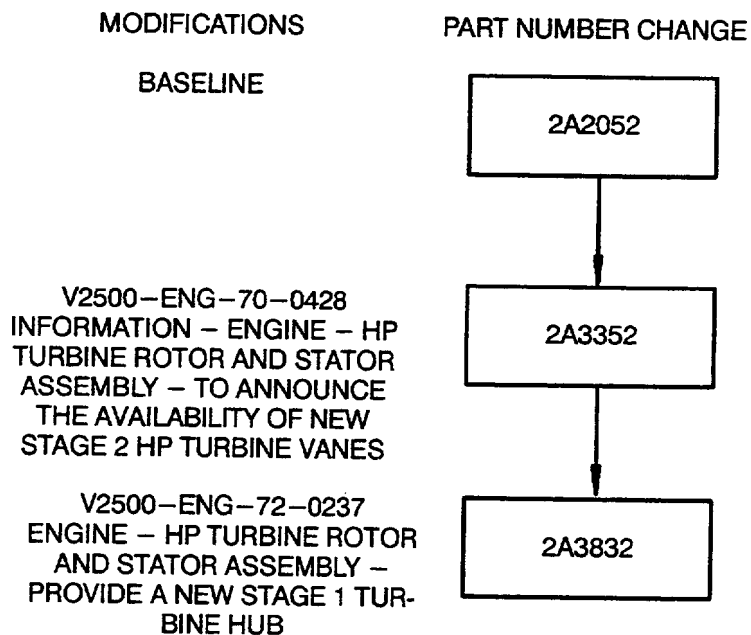 MODIFICATIONS
PART NUMBER CHANGE
BASELINE
2A2052
V2500-ENG-70-0428
INFORMATION - ENGINE - HP
TURBINE ROTOR AND STATOR
ASSEMBLY - TO ANNOUNCE
THE AVAILABILITY OF NEW
STAGE 2 HP TURBINE VANES
2A3352
V2500-ENG-72-0237
ENGINE - HP TURBINE ROTOR
AND STATOR ASSEMBLY -
PROVIDE A NEW STAGE 1 TUR-
BINE HUB
2A3832